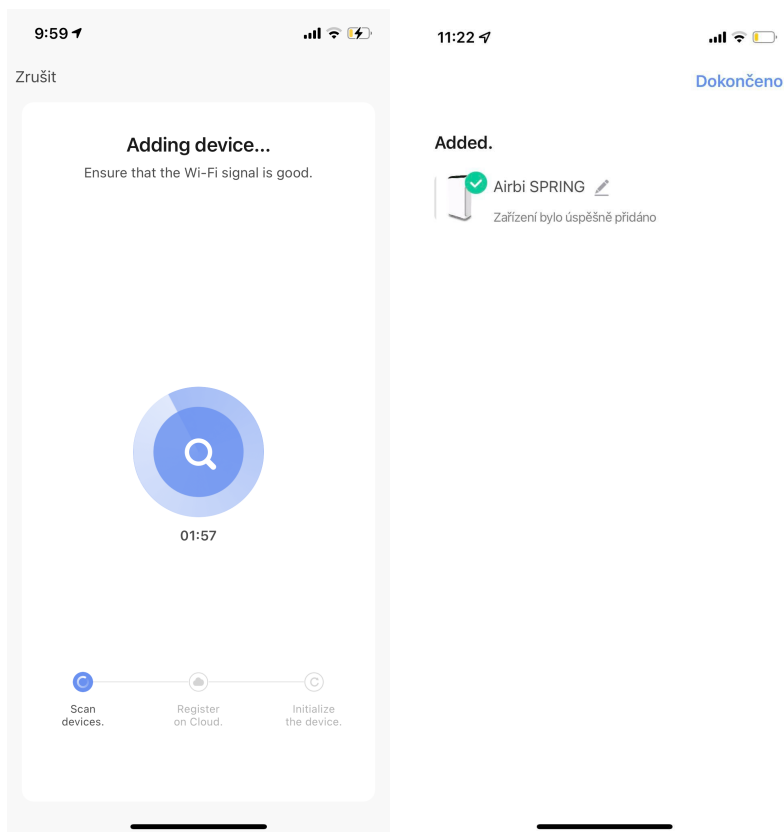 9:59
Zrušit
Adding device...
Ensure that the Wi-Fi signal is good.
01:57
Scan
devices.
Register
on Cloud.
Initialize
the device.
11:22
Dokončeno
Added.
Airbi SPRING
Zařízení bylo úspěšně přidáno